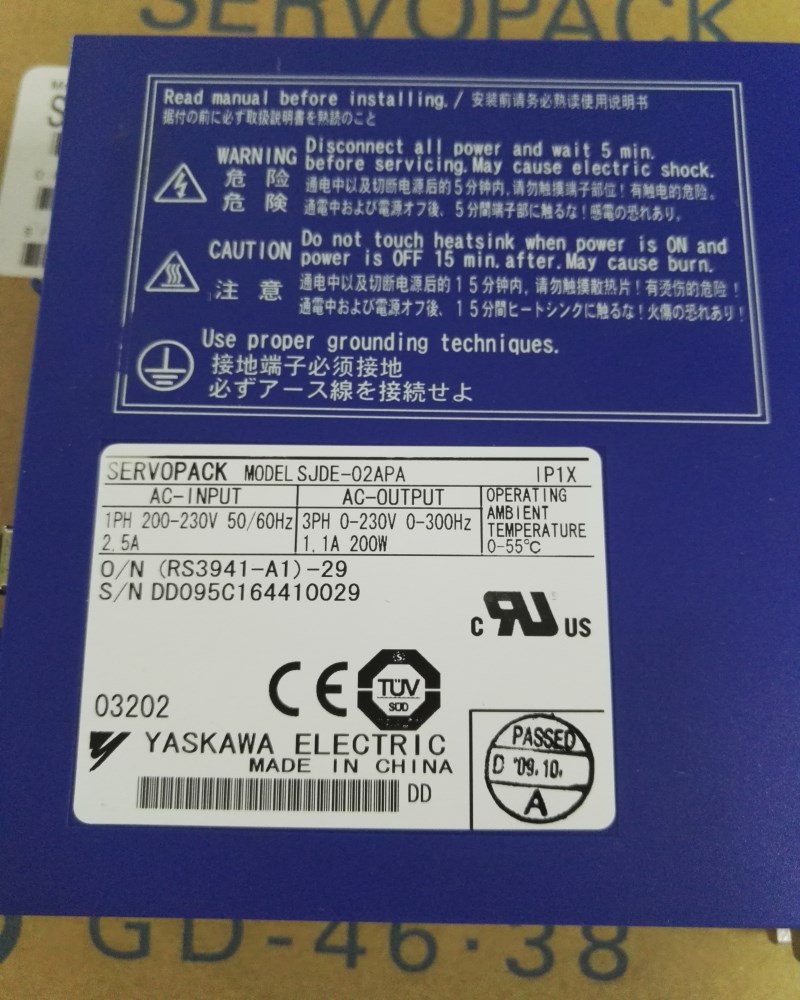 SERVOPACK
Read manual before installing./ 安装前请务必熟读使用说明书
据付の前に必ず取扱説明書を熟読のこと
WARNING Disconnect all power and wait 5 min.
before servicing. May cause electric shock.
危 险 通电中以及切断电源后的5分钟内,请勿触摸端子部位!有触电的危险。
危 険 通電中および電源オフ後、5分間端子部に触るな!感電の恐れあり。
CAUTION Do not touch heatsink when power is ON and
power is OFF 15 min. after. May cause burn.
注 意 通电中以及切断电源后的15分钟内,请勿触摸散热片!有烫伤的危险!
通電中および電源オフ後、15分間ヒートシンクに触るな!火傷の恐れあり!
Use proper grounding techniques.
接地端子必须接地
必ずアース線を接続せよ
SERVOPACK MODEL SJDE-02APA IP1X
AC-INPUT AC-OUTPUT OPERATING AMBIENT TEMPERATURE 0-55℃
1PH 200-230V 50/60Hz 3PH 0-230V 0-300Hz
2.5A 1.1A 200W
O/N (RS3941-A1)-29
S/N DD095C164410029
C RU US
CE TÜV
SÜD
03202
YASKAWA ELECTRIC
MADE IN CHINA
DD
PASSED
D '09.10.
A
GD-46·38